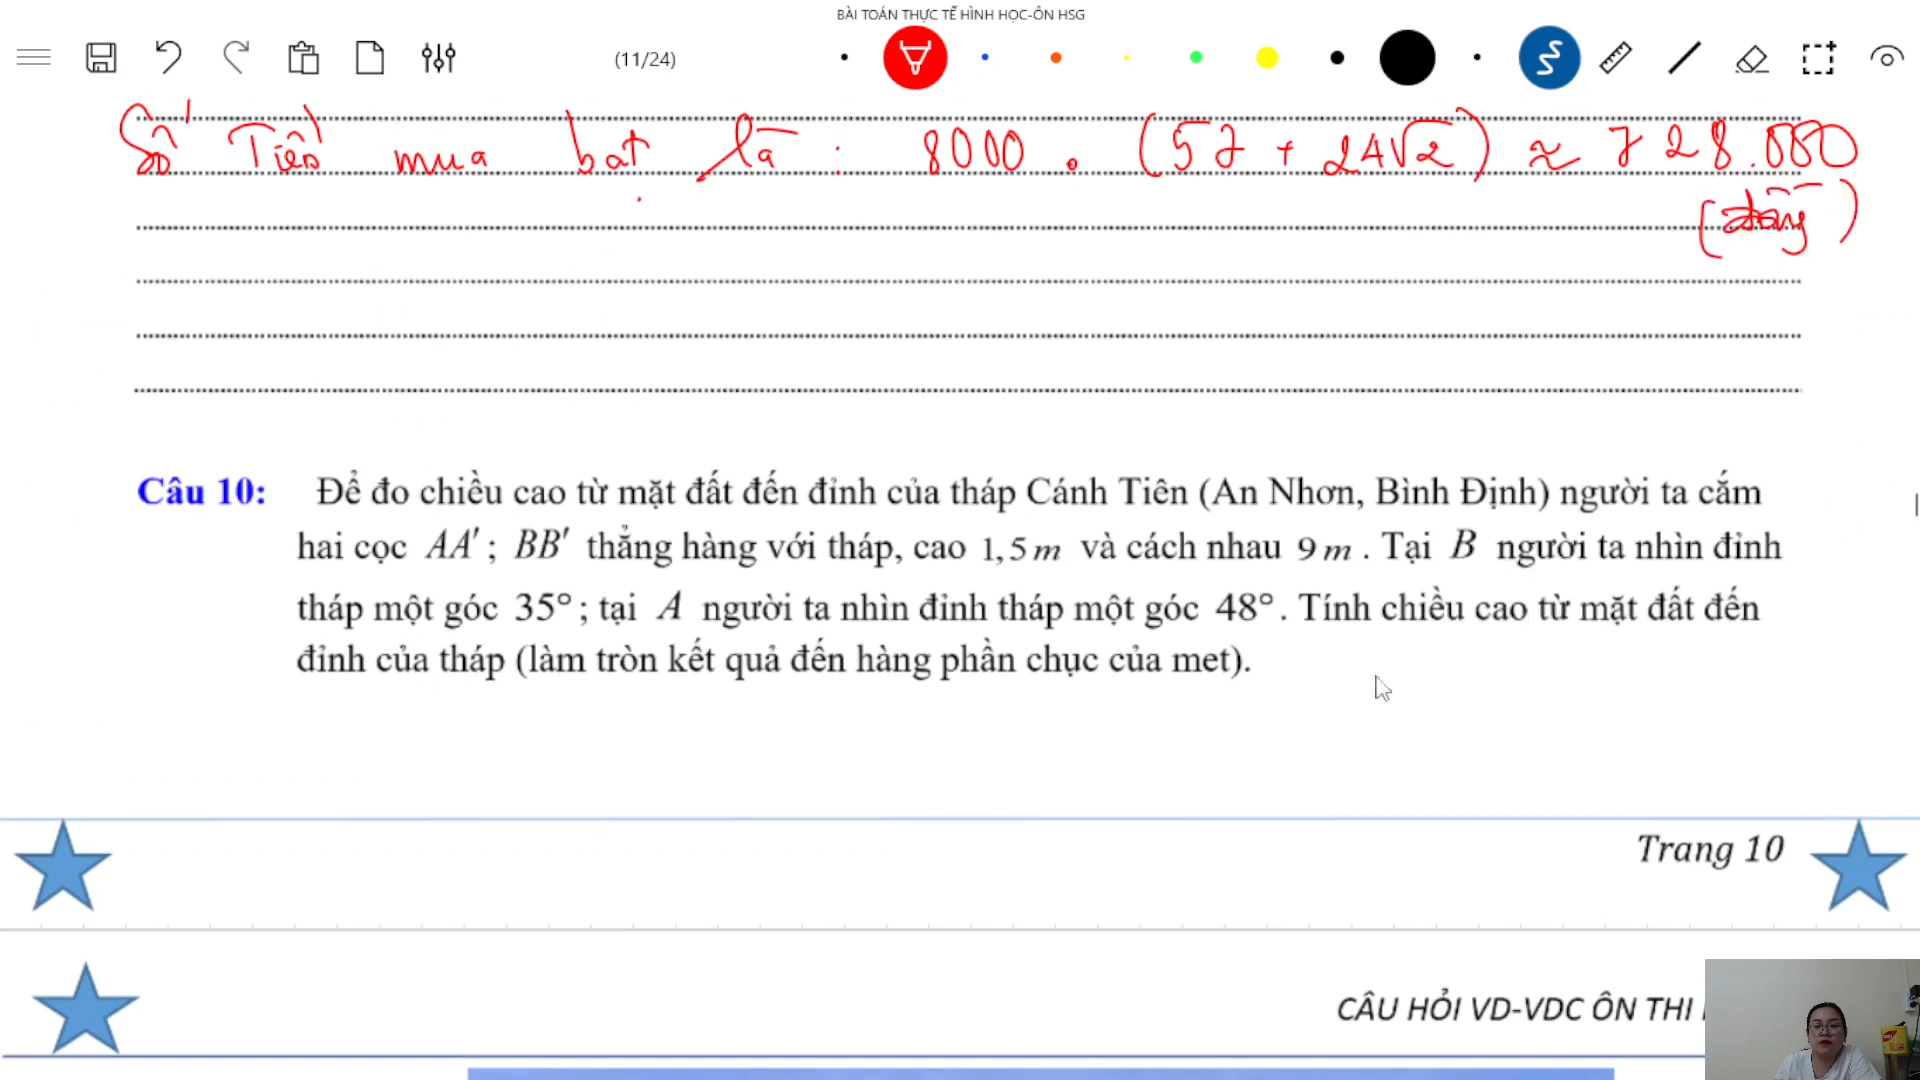 BÀI TOÁN THỰC TẾ HÌNH HỌC-ÔN HSG
(11/24)
Số Tiền mua bạt là : 8000 . (57 + 24√2) ≈ 728.000
(đồng)
Câu 10: Để đo chiều cao từ mặt đất đến đỉnh của tháp Cánh Tiên (An Nhơn, Bình Định) người ta cắm
hai cọc AA′ ; BB′ thẳng hàng với tháp, cao 1,5 m và cách nhau 9 m . Tại B người ta nhìn đỉnh
tháp một góc 35° ; tại A người ta nhìn đỉnh tháp một góc 48° . Tính chiều cao từ mặt đất đến
đỉnh của tháp (làm tròn kết quả đến hàng phần chục của met).
Trang 10
CÂU HỎI VD-VDC ÔN THI